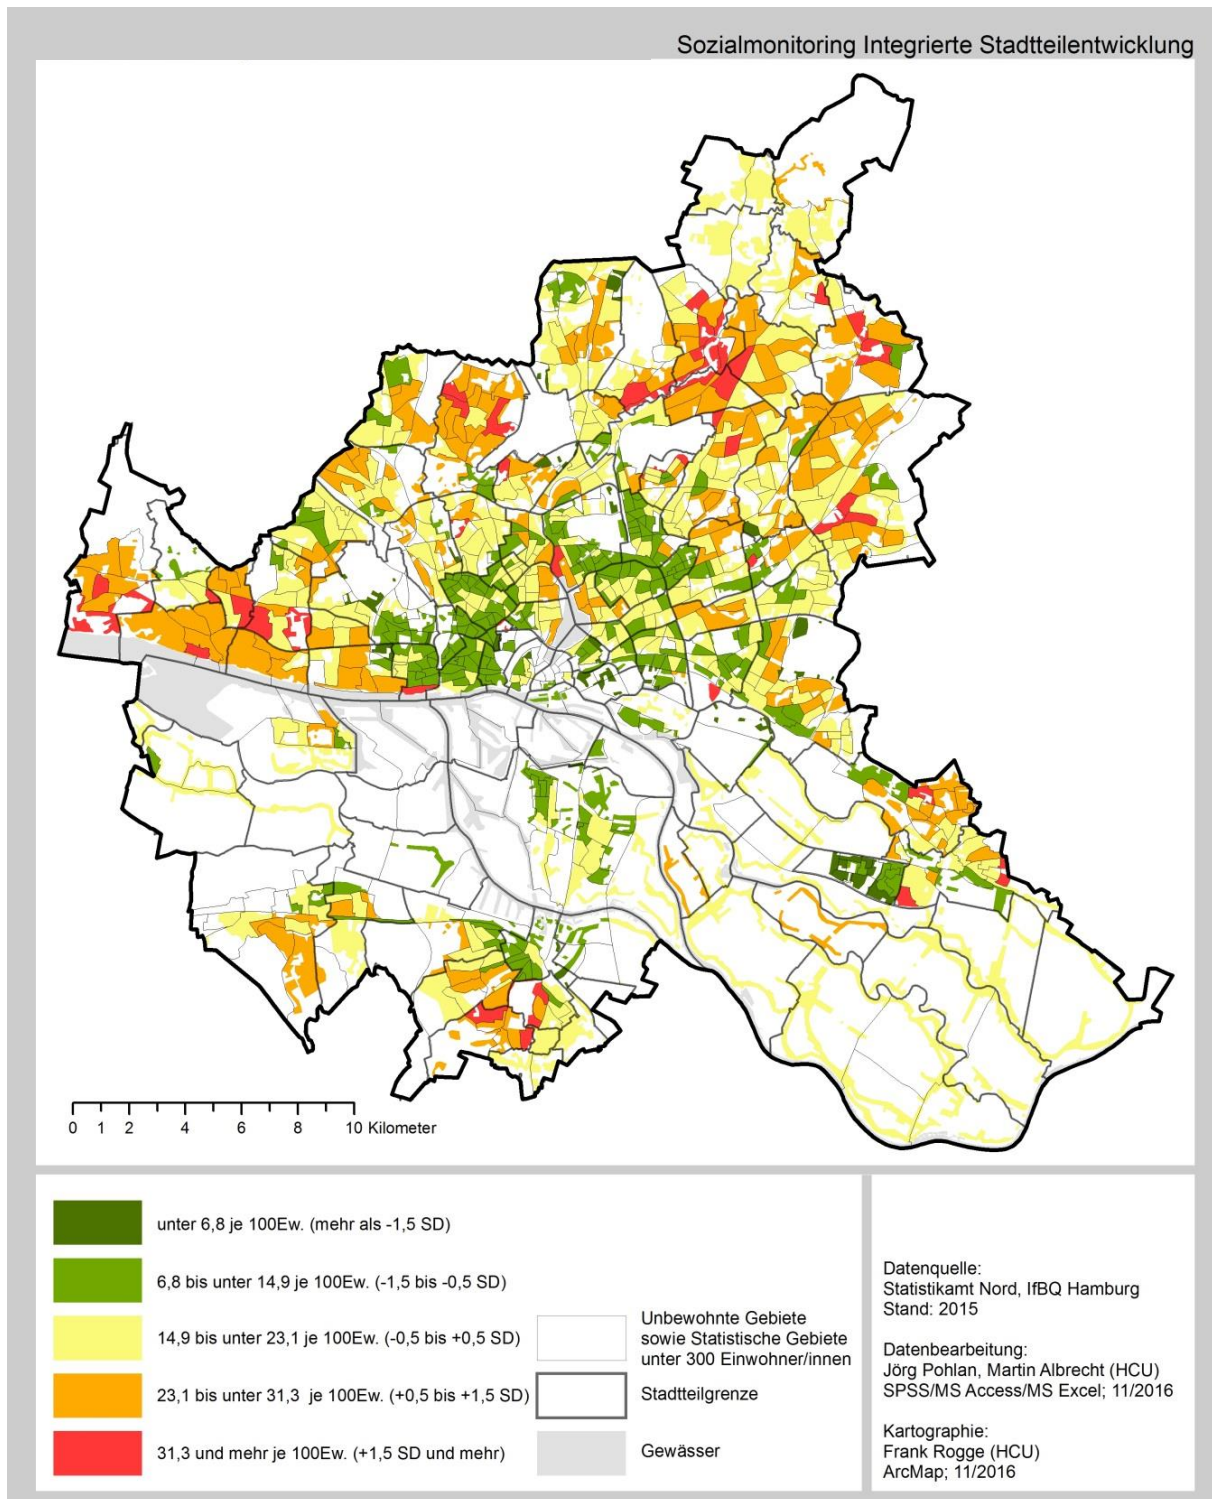 Sozialmonitoring Integrierte Stadtteilentwicklung
0 1 2 4 6 8 10 Kilometer
unter 6,8 je 100Ew. (mehr als -1,5 SD)
6,8 bis unter 14,9 je 100Ew. (-1,5 bis -0,5 SD)
14,9 bis unter 23,1 je 100Ew. (-0,5 bis +0,5 SD)
23,1 bis unter 31,3 je 100Ew. (+0,5 bis +1,5 SD)
31,3 und mehr je 100Ew. (+1,5 SD und mehr)
Unbewohnte Gebiete
sowie Statistische Gebiete
unter 300 Einwohner/innen
Stadtteilgrenze
Gewässer
Datenquelle:
Statistikamt Nord, IfBQ Hamburg
Stand: 2015
Datenbearbeitung:
Jörg Pohlan, Martin Albrecht (HCU)
SPSS/MS Access/MS Excel; 11/2016
Kartographie:
Frank Rogge (HCU)
ArcMap; 11/2016